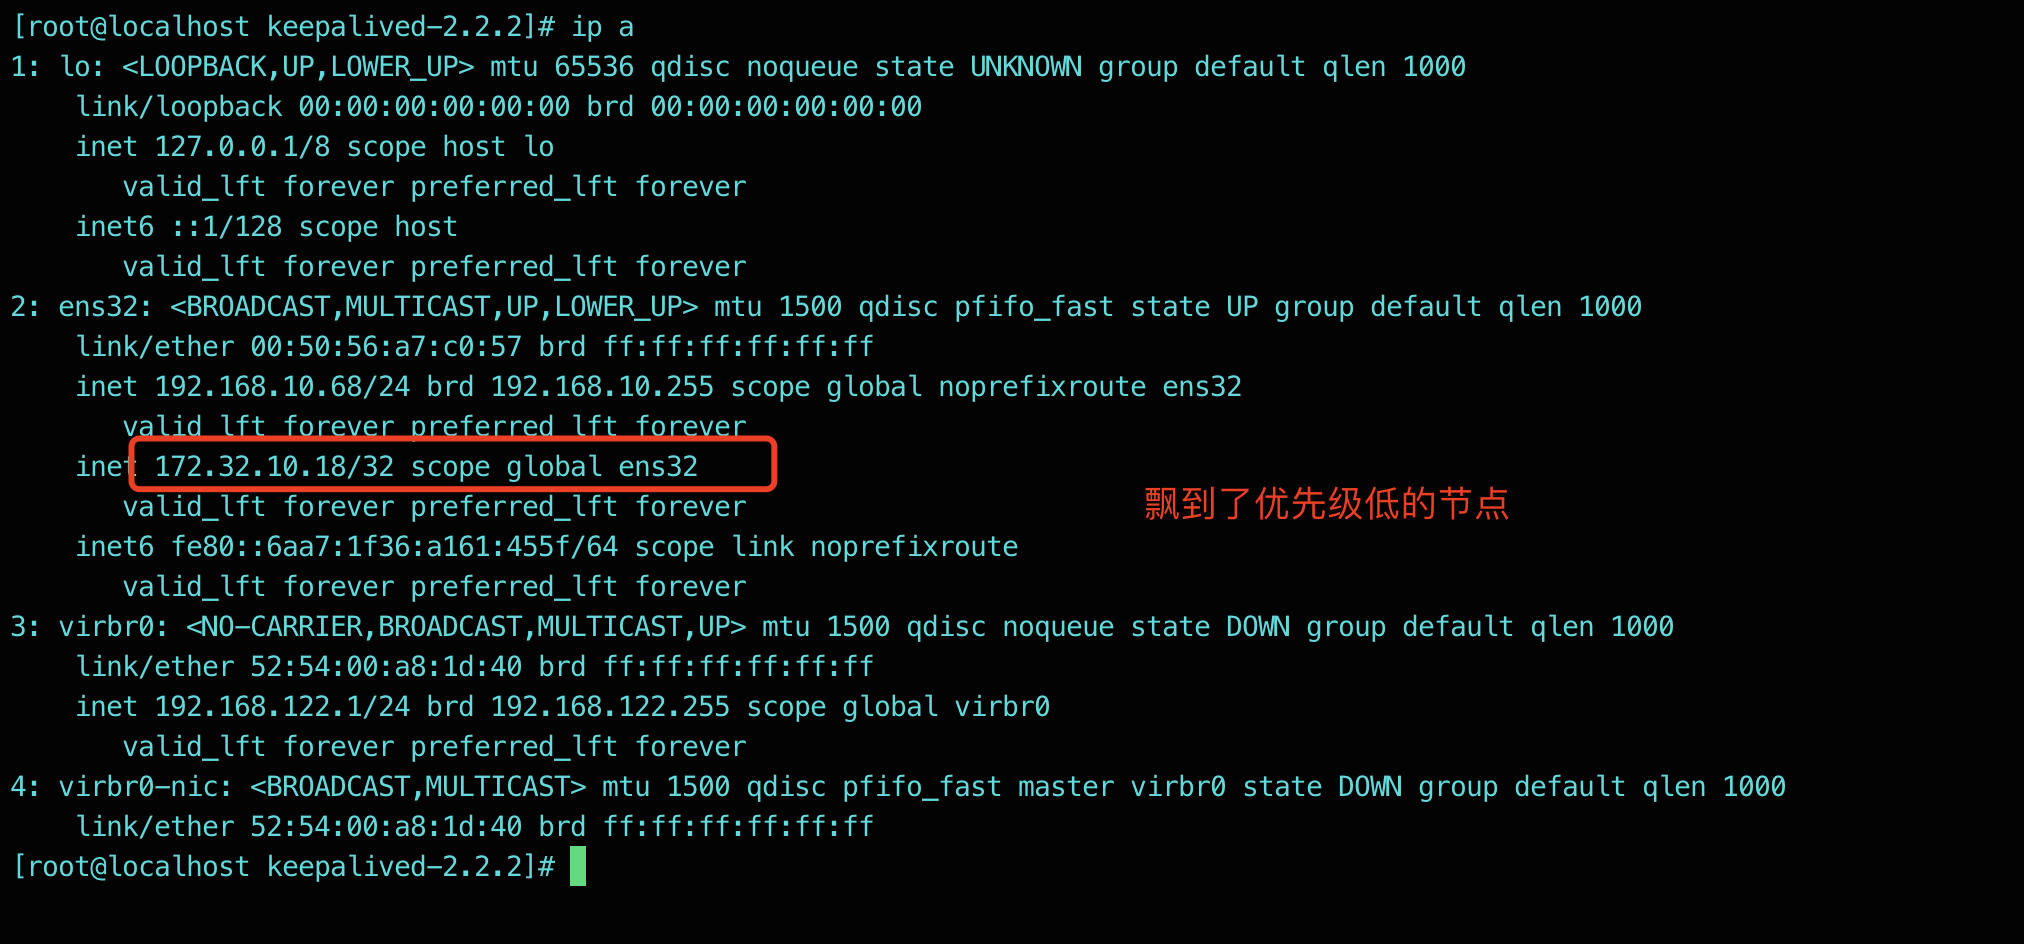 [root@localhost keepalived-2.2.2]# ip a
1: lo: <LOOPBACK,UP,LOWER_UP> mtu 65536 qdisc noqueue state UNKNOWN group default qlen 1000
    link/loopback 00:00:00:00:00:00 brd 00:00:00:00:00:00
    inet 127.0.0.1/8 scope host lo
       valid_lft forever preferred_lft forever
    inet6 ::1/128 scope host
       valid_lft forever preferred_lft forever
2: ens32: <BROADCAST,MULTICAST,UP,LOWER_UP> mtu 1500 qdisc pfifo_fast state UP group default qlen 1000
    link/ether 00:50:56:a7:c0:57 brd ff:ff:ff:ff:ff:ff
    inet 192.168.10.68/24 brd 192.168.10.255 scope global noprefixroute ens32
       valid_lft forever preferred_lft forever
    inet 172.32.10.18/32 scope global ens32
       valid_lft forever preferred_lft forever
飘到了优先级低的节点
    inet6 fe80::6aa7:1f36:a161:455f/64 scope link noprefixroute
       valid_lft forever preferred_lft forever
3: virbr0: <NO-CARRIER,BROADCAST,MULTICAST,UP> mtu 1500 qdisc noqueue state DOWN group default qlen 1000
    link/ether 52:54:00:a8:1d:40 brd ff:ff:ff:ff:ff:ff
    inet 192.168.122.1/24 brd 192.168.122.255 scope global virbr0
       valid_lft forever preferred_lft forever
4: virbr0-nic: <BROADCAST,MULTICAST> mtu 1500 qdisc pfifo_fast master virbr0 state DOWN group default qlen 1000
    link/ether 52:54:00:a8:1d:40 brd ff:ff:ff:ff:ff:ff
[root@localhost keepalived-2.2.2]#